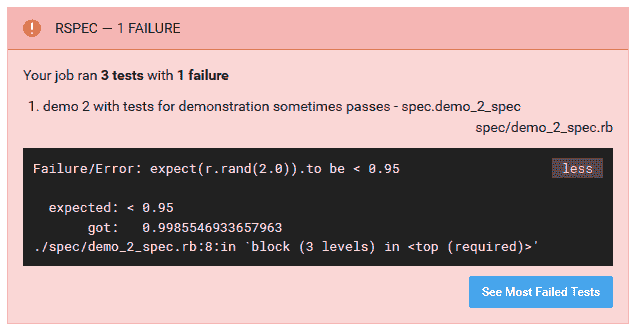 RSPEC — 1 FAILURE
Your job ran 3 tests with 1 failure
1. demo 2 with tests for demonstration sometimes passes - spec.demo_2_spec
spec/demo_2_spec.rb
Failure/Error: expect(r.rand(2.0)).to be < 0.95
less
expected: < 0.95
got: 0.9985546933657963
./spec/demo_2_spec.rb:8:in `block (3 levels) in <top (required)>'
See Most Failed Tests